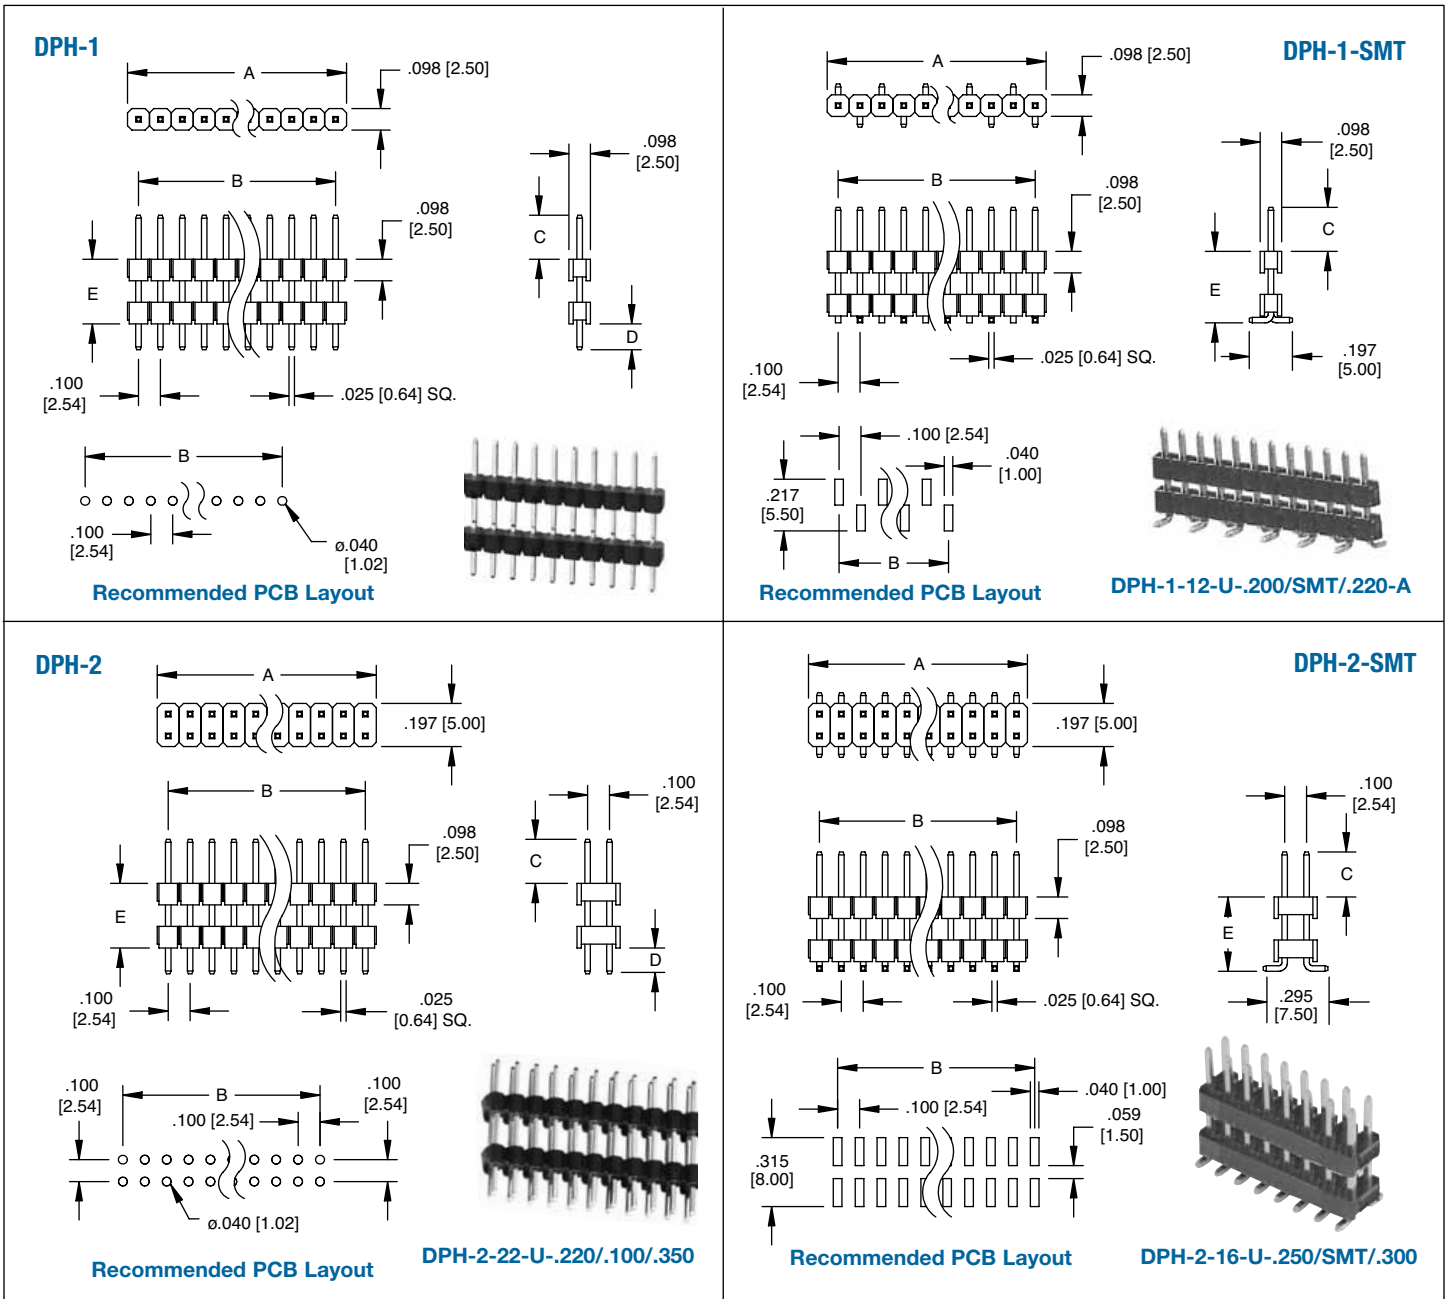 DPH-1
A
.098 [2.50]
.098
[2.50]
B
.098
[2.50]
C
E
D
.100
[2.54]
.025 [0.64] SQ.
B
.100
[2.54]
ø.040
[1.02]
Recommended PCB Layout
DPH-1-SMT
A
.098 [2.50]
.098
[2.50]
B
.098
[2.50]
C
E
.197
[5.00]
.100
[2.54]
.025 [0.64] SQ.
.100 [2.54]
.040
[1.00]
.217
[5.50]
B
Recommended PCB Layout
DPH-1-12-U-.200/SMT/.220-A
DPH-2
A
.197 [5.00]
B
.100
[2.54]
.098
[2.50]
C
E
D
.100
[2.54]
.025
[0.64] SQ.
.100
[2.54]
B
.100
[2.54]
.100 [2.54]
ø.040 [1.02]
Recommended PCB Layout
DPH-2-22-U-.220/.100/.350
DPH-2-SMT
A
.197 [5.00]
.100
[2.54]
B
.098
[2.50]
C
E
.100
[2.54]
.025 [0.64] SQ.
.295
[7.50]
B
.040 [1.00]
.100 [2.54]
.059
[1.50]
.315
[8.00]
Recommended PCB Layout
DPH-2-16-U-.250/SMT/.300